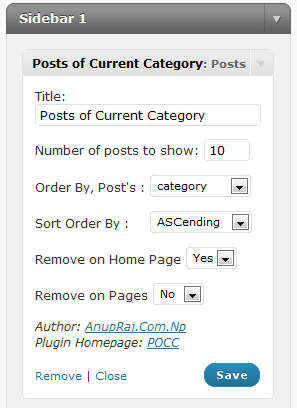 Sidebar 1
Posts of Current Category: Posts
Title:
Posts of Current Category
Number of posts to show: 10
Order By, Post's : category
Sort Order By : ASCending
Remove on Home Page Yes
Remove on Pages No
Author: AnupRaj.Com.Np
Plugin Homepage: POCC
Remove | Close Save